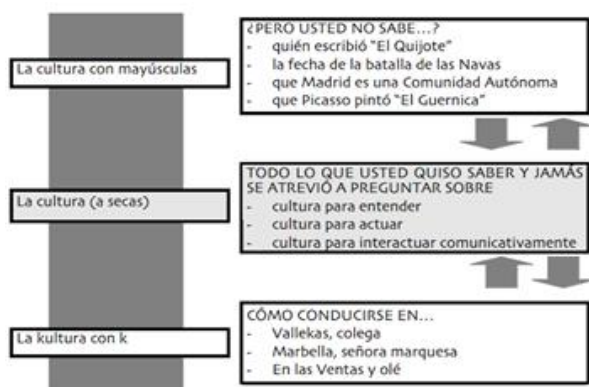 La cultura con mayúsculas
¿PERO USTED NO SABE...?
- quién escribió “El Quijote”
- la fecha de la batalla de las Navas
- que Madrid es una Comunidad Autónoma
- que Picasso pintó “El Guernica”
La cultura (a secas)
TODO LO QUE USTED QUISO SABER Y JAMÁS
SE ATREVIÓ A PREGUNTAR SOBRE
- cultura para entender
- cultura para actuar
- cultura para interactuar comunicativamente
La kultura con k
CÓMO CONDUCIRSE EN...
- Vallekas, colega
- Marbella, señora marquesa
- En las Ventas y olé